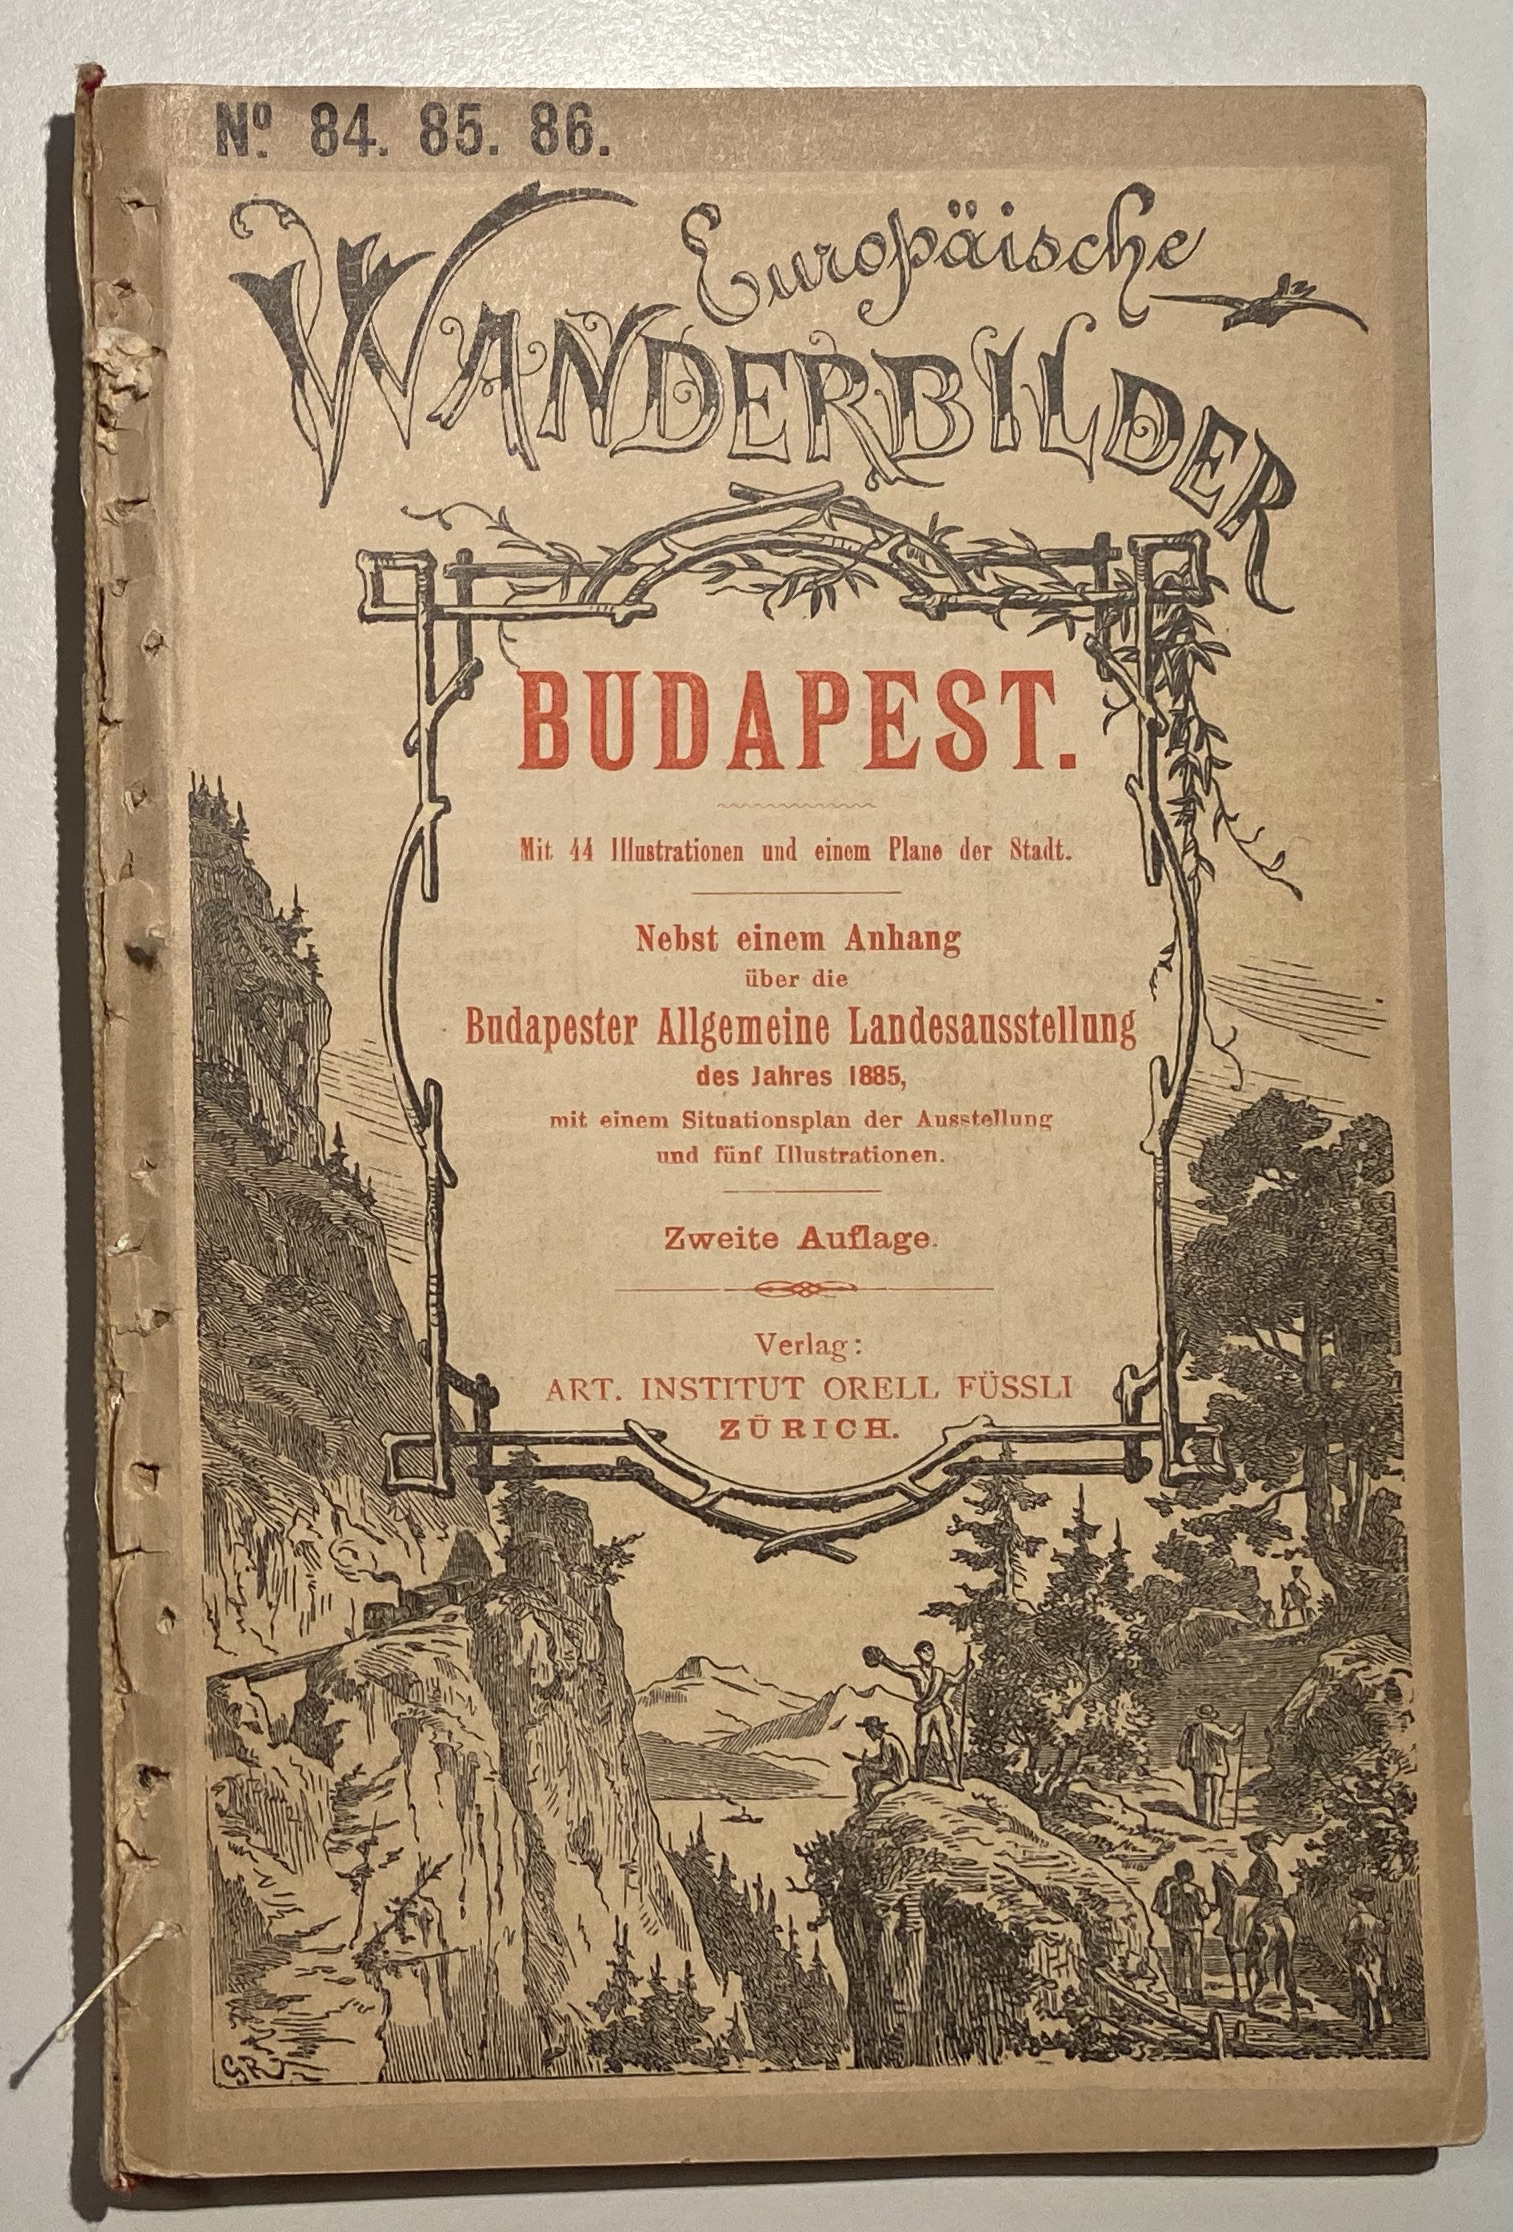 Nº 84. 85. 86.
Europäische
WANDERBILDER
BUDAPEST.
Mit 44 Illustrationen und einem Plane der Stadt.
Nebst einem Anhang
über die
Budapester Allgemeine Landesausstellung
des Jahres 1885,
mit einem Situationsplan der Ausstellung
und fünf Illustrationen.
Zweite Auflage.
Verlag:
ART. INSTITUT ORELL FÜSSLI
ZÜRICH.